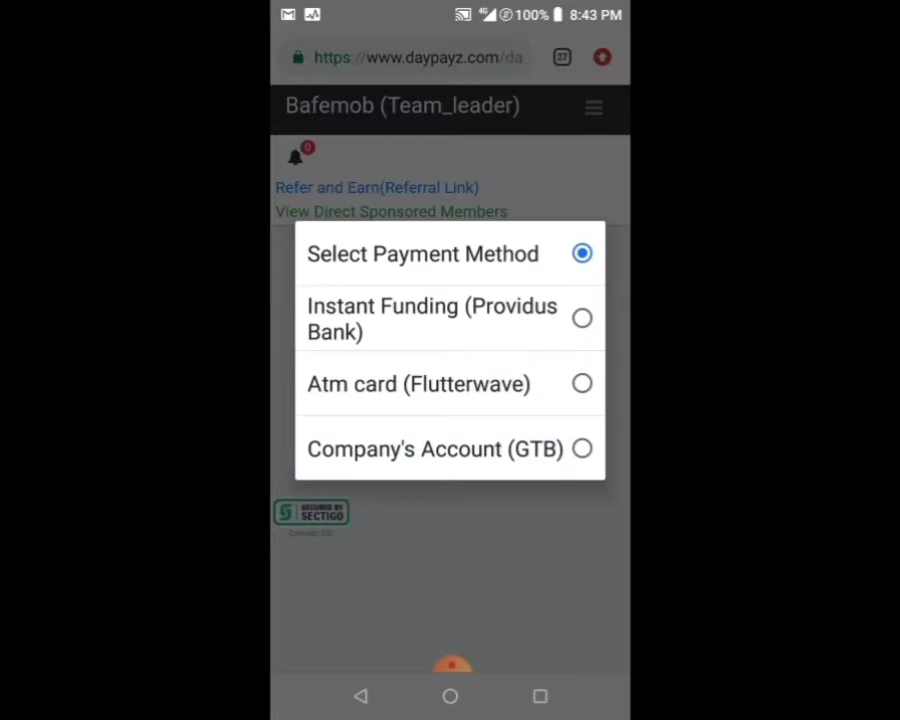 4G 100% 8:43 PM
https://www.daypayz.com/da 27
Bafemob (Team_leader)
0
Refer and Earn(Referral Link)
View Direct Sponsored Members
Select Payment Method
Instant Funding (Providus
Bank)
Atm card (Flutterwave)
Company's Account (GTB)
SECURED BY
SECTIGO